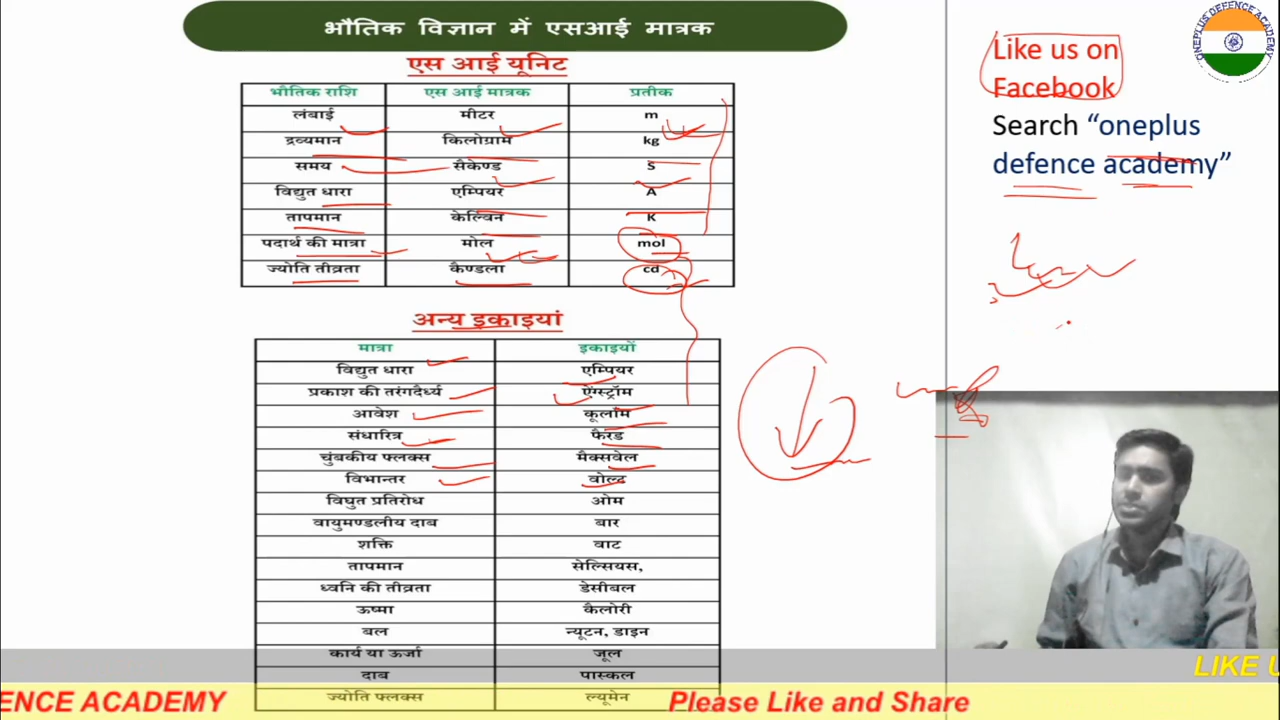 भौतिक विज्ञान में एसआई मात्रक
एस आई यूनिट
भौतिक राशि एस आई मात्रक प्रतीक
लंबाई मीटर m
द्रव्यमान किलोग्राम kg
समय सैकेण्ड S
विद्युत धारा एम्पियर A
तापमान केल्विन K
पदार्थ की मात्रा मोल mol
ज्योति तीव्रता कैण्डला cd
अन्य इकाइयां
मात्रा इकाइयों
विद्युत धारा एम्पियर
प्रकाश की तरंगदैर्ध्य ऐंग्स्ट्रॉम
आवेश कूलॉम
संधारित्र फैरड
चुंबकीय फ्लक्स मैक्सवेल
विभान्तर वोल्ट
विघुत प्रतिरोध ओम
वायुमण्डलीय दाब बार
शक्ति वाट
तापमान सेल्सियस,
ध्वनि की तीव्रता डेसीबल
ऊष्मा कैलोरी
बल न्यूटन, डाइन
कार्य या ऊर्जा जूल
दाब पास्कल
ज्योति फ्लक्स ल्यूमेन
Like us on
Facebook
Search “oneplus
defence academy”
ONEPLUS DEFENCE ACADEMY
LIKE U
ENCE ACADEMY Please Like and Share